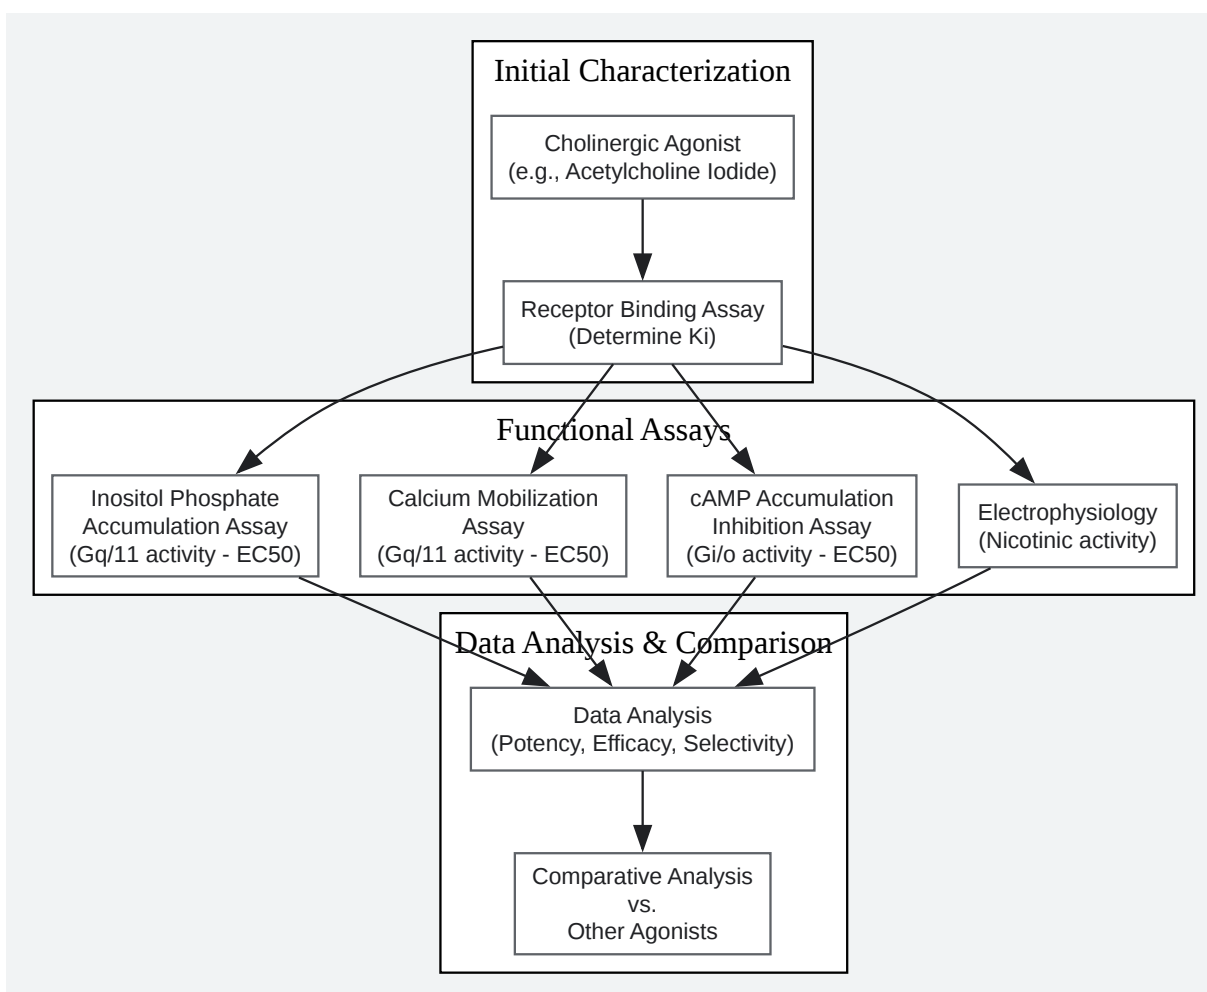 Initial Characterization
Cholinergic Agonist
(e.g., Acetylcholine Iodide)
Receptor Binding Assay
(Determine Ki)
Functional Assays
Inositol Phosphate
Accumulation Assay
(Gq/11 activity - EC50)
Calcium Mobilization
Assay
(Gq/11 activity - EC50)
cAMP Accumulation
Inhibition Assay
(Gi/o activity - EC50)
Electrophysiology
(Nicotinic activity)
Data Analysis & Comparison
Data Analysis
(Potency, Efficacy, Selectivity)
Comparative Analysis
vs.
Other Agonists